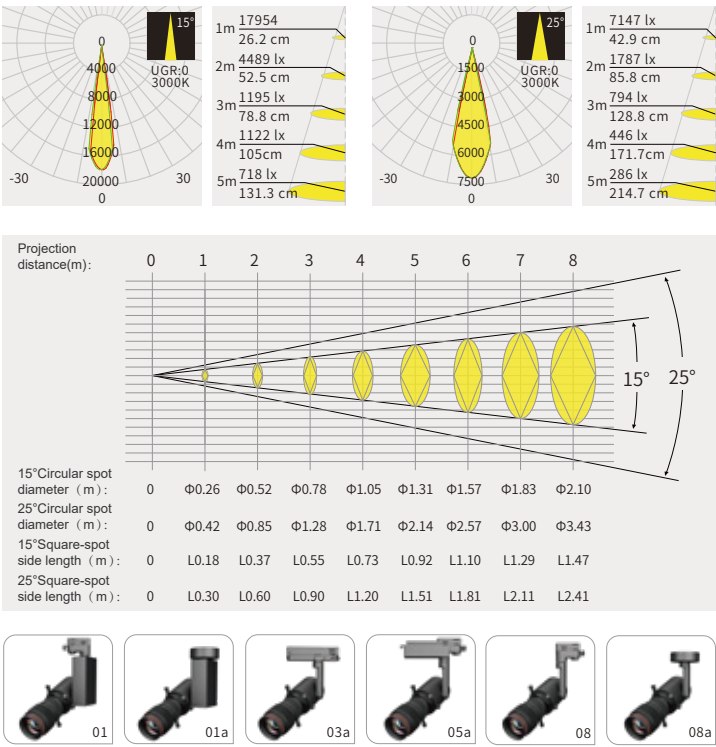 15°
0
4000
8000
12000
16000
20000
0
-30
30
UGR:0
3000K
1m
17954
26.2 cm
2m
4489 lx
52.5 cm
3m
1195 lx
78.8 cm
4m
1122 lx
105cm
5m
718 lx
131.3 cm
25°
0
1500
3000
4500
6000
7500
0
-30
30
UGR:0
3000K
1m
7147 lx
42.9 cm
2m
1787 lx
85.8 cm
3m
794 lx
128.8 cm
4m
446 lx
171.7cm
5m
286 lx
214.7 cm
Projection
distance(m):
0 1 2 3 4 5 6 7 8
15° 25°
15°Circular spot
diameter（m）: 0 Φ0.26 Φ0.52 Φ0.78 Φ1.05 Φ1.31 Φ1.57 Φ1.83 Φ2.10
25°Circular spot
diameter（m）: 0 Φ0.42 Φ0.85 Φ1.28 Φ1.71 Φ2.14 Φ2.57 Φ3.00 Φ3.43
15°Square-spot
side length（m）: 0 L0.18 L0.37 L0.55 L0.73 L0.92 L1.10 L1.29 L1.47
25°Square-spot
side length（m）: 0 L0.30 L0.60 L0.90 L1.20 L1.51 L1.81 L2.11 L2.41
01 01a 03a 05a 08 08a